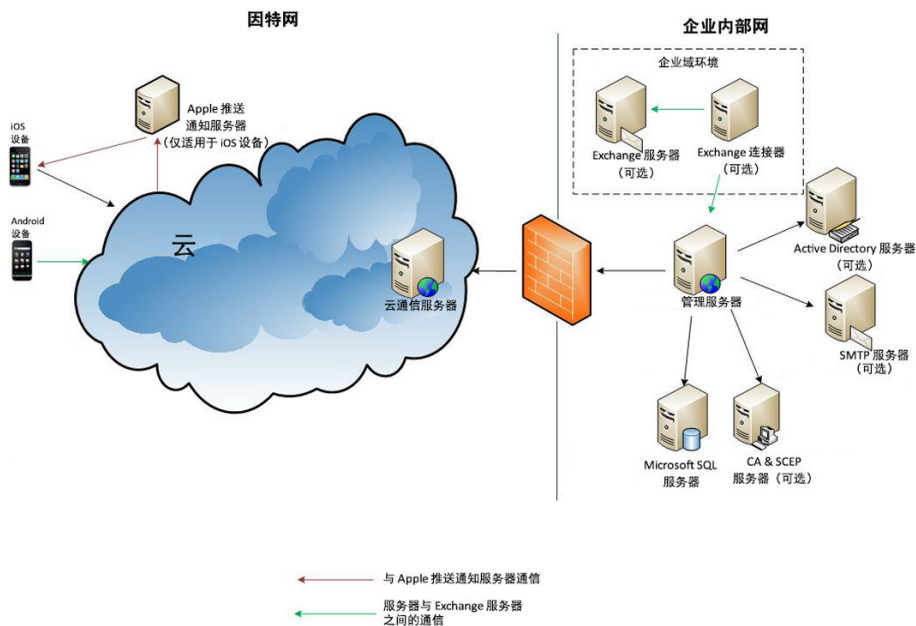 因特网
企业内部网
企业域环境
Apple 推送
通知服务器
（仅适用于 iOS 设备）
iOS
设备
Exchange 服务器
（可选）
Exchange 连接器
（可选）
Android
设备
云
云通信服务器
管理服务器
Active Directory 服务器
（可选）
SMTP 服务器
（可选）
Microsoft SQL
服务器
CA & SCEP
服务器（可选）
与 Apple 推送通知服务器通信
服务器与 Exchange 服务器
之间的通信